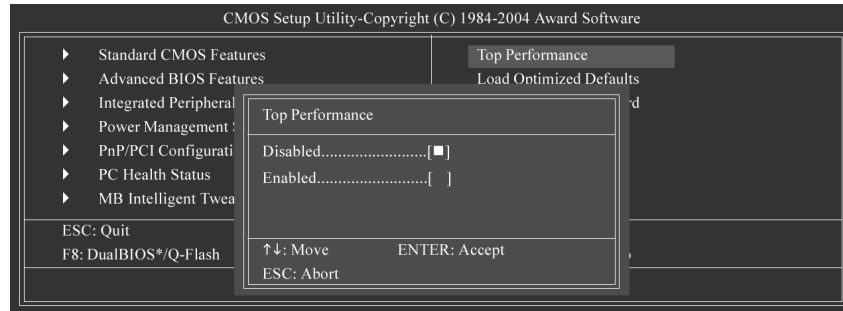 CMOS Setup Utility-Copyright (C) 1984-2004 Award Software
Standard CMOS Features
Advanced BIOS Features
Integrated Peripheral
Power Management
PnP/PCI Configurati
PC Health Status
MB Intelligent Twea
ESC: Quit
F8: DualBIOS*/Q-Flash
Top Performance
Load Optimized Defaults
rd
Top Performance
Disabled.........................[■]
Enabled..........................[ ]
↑↓: Move ENTER: Accept
ESC: Abort